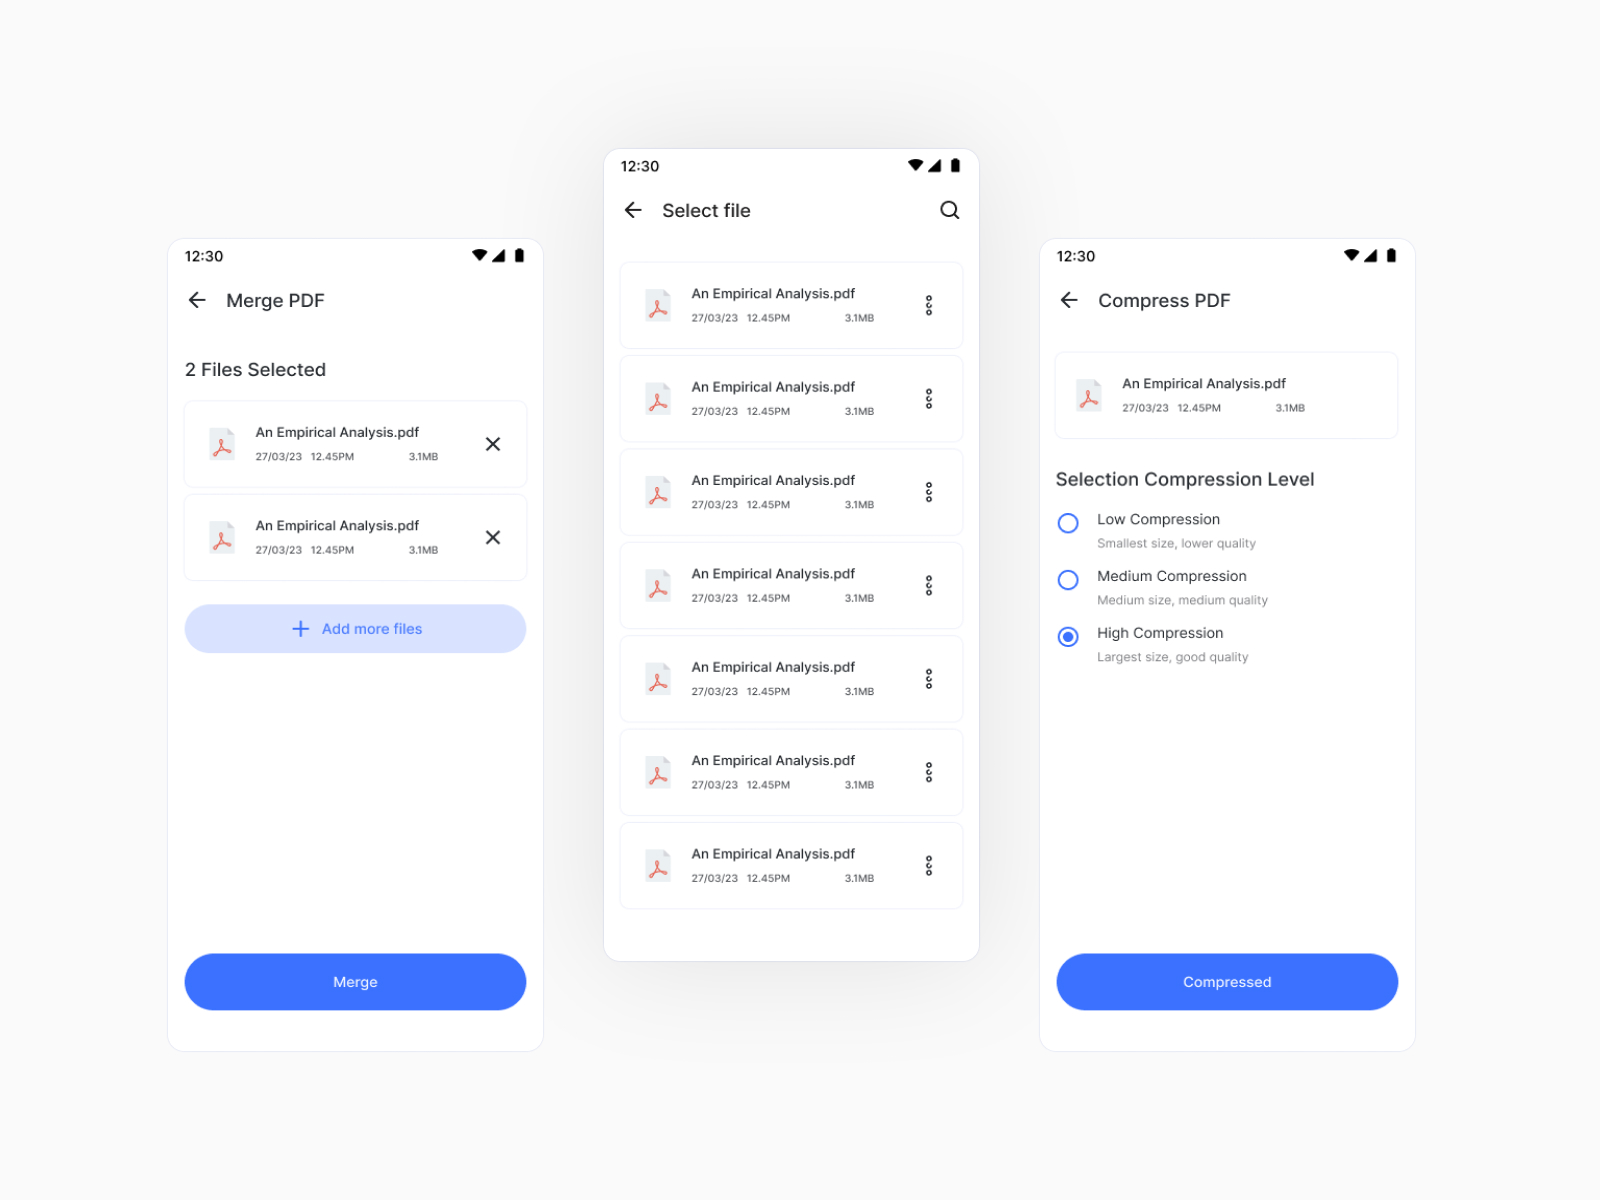 12:30
Merge PDF
2 Files Selected
An Empirical Analysis.pdf
27/03/23 12.45PM 3.1MB
An Empirical Analysis.pdf
27/03/23 12.45PM 3.1MB
Add more files
Merge
12:30
Select file
An Empirical Analysis.pdf
27/03/23 12.45PM 3.1MB
An Empirical Analysis.pdf
27/03/23 12.45PM 3.1MB
An Empirical Analysis.pdf
27/03/23 12.45PM 3.1MB
An Empirical Analysis.pdf
27/03/23 12.45PM 3.1MB
An Empirical Analysis.pdf
27/03/23 12.45PM 3.1MB
An Empirical Analysis.pdf
27/03/23 12.45PM 3.1MB
An Empirical Analysis.pdf
27/03/23 12.45PM 3.1MB
12:30
Compress PDF
An Empirical Analysis.pdf
27/03/23 12.45PM 3.1MB
Selection Compression Level
Low Compression
Smallest size, lower quality
Medium Compression
Medium size, medium quality
High Compression
Largest size, good quality
Compressed